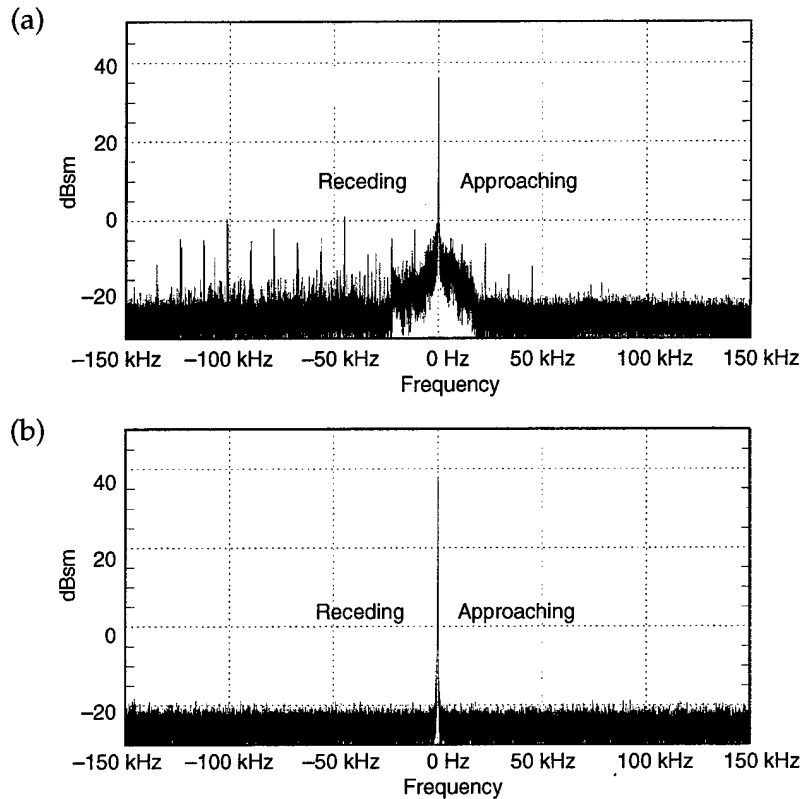 (a)
40
20
0
−20
dBsm
Receding Approaching
−150 kHz −100 kHz −50 kHz 0 Hz 50 kHz 100 kHz 150 kHz
Frequency
(b)
40
20
0
−20
dBsm
Receding Approaching
−150 kHz −100 kHz −50 kHz 0 Hz 50 kHz 100 kHz 150 kHz
Frequency